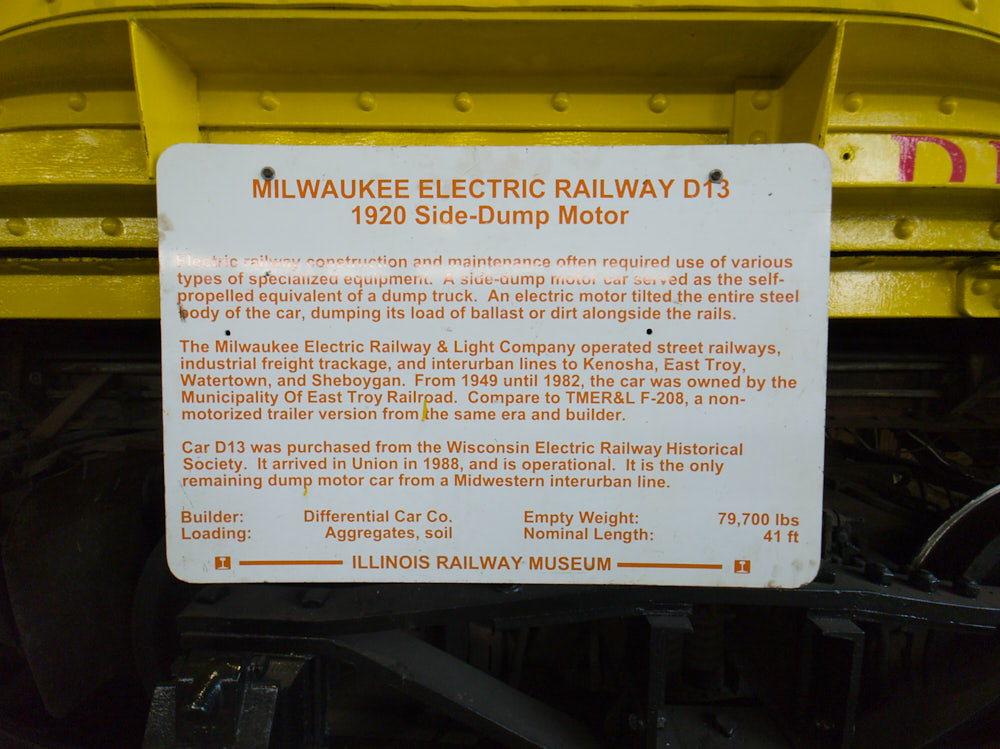 MILWAUKEE ELECTRIC RAILWAY D13
1920 Side-Dump Motor
Electric railway construction and maintenance often required use of various
types of specialized equipment. A side-dump motor car served as the self-
propelled equivalent of a dump truck. An electric motor tilted the entire steel
body of the car, dumping its load of ballast or dirt alongside the rails.
The Milwaukee Electric Railway & Light Company operated street railways,
industrial freight trackage, and interurban lines to Kenosha, East Troy,
Watertown, and Sheboygan. From 1949 until 1982, the car was owned by the
Municipality Of East Troy Railroad. Compare to TMER&L F-208, a non-
motorized trailer version from the same era and builder.
Car D13 was purchased from the Wisconsin Electric Railway Historical
Society. It arrived in Union in 1988, and is operational. It is the only
remaining dump motor car from a Midwestern interurban line.
Builder: Differential Car Co. Empty Weight: 79,700 lbs
Loading: Aggregates, soil Nominal Length: 41 ft
ILLINOIS RAILWAY MUSEUM